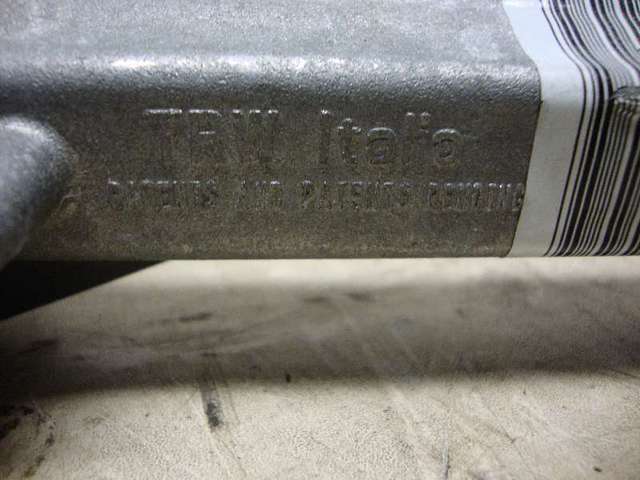 TRW Italia
PATENTS AND PATENTS PENDING